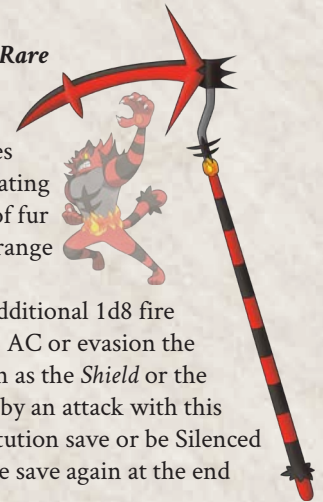 Rare
es
ating
of fur
range
dditional 1d8 fire
AC or evasion the
h as the Shield or the
by an attack with this
tution save or be Silenced
e save again at the end